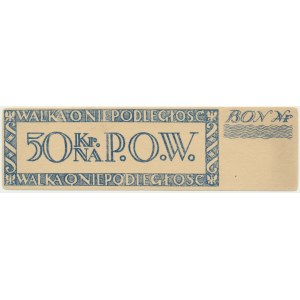 WALKA O NIEPODLEGŁOŚĆ
50 Kr. NA P.O.W.
WALKA O NIEPODLEGŁOŚĆ
BON Nr